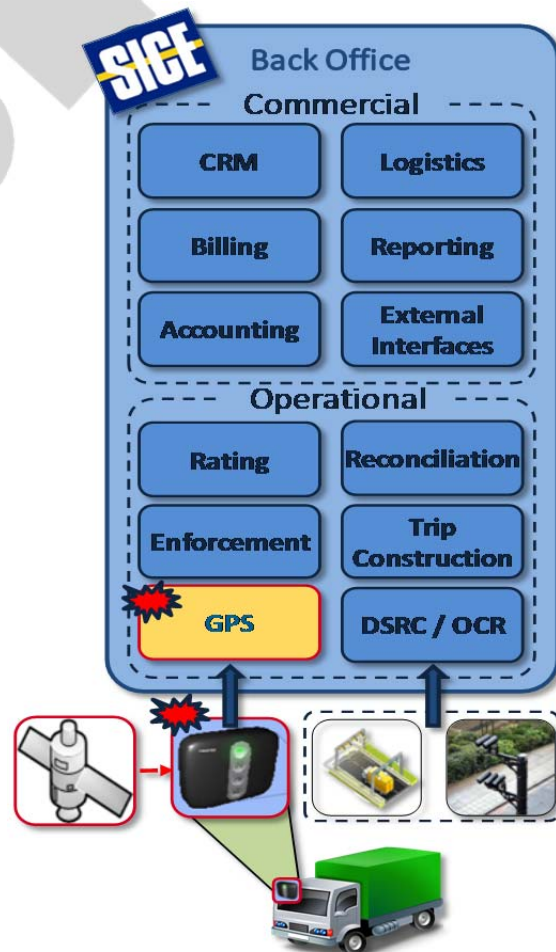 SICE
Back Office
Commercial
CRM
Logistics
Billing
Reporting
Accounting
External
Interfaces
Operational
Rating
Reconciliation
Enforcement
Trip
Construction
GPS
DSRC / OCR